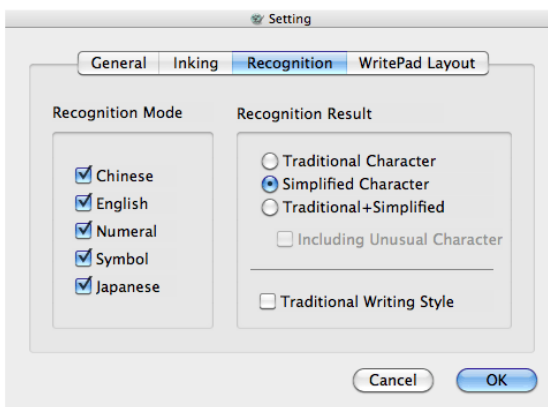 Setting
General Inking Recognition WritePad Layout
Recognition Mode
Chinese
English
Numeral
Symbol
Japanese
Recognition Result
Traditional Character
Simplified Character
Traditional+Simplified
Including Unusual Character
Traditional Writing Style
Cancel OK